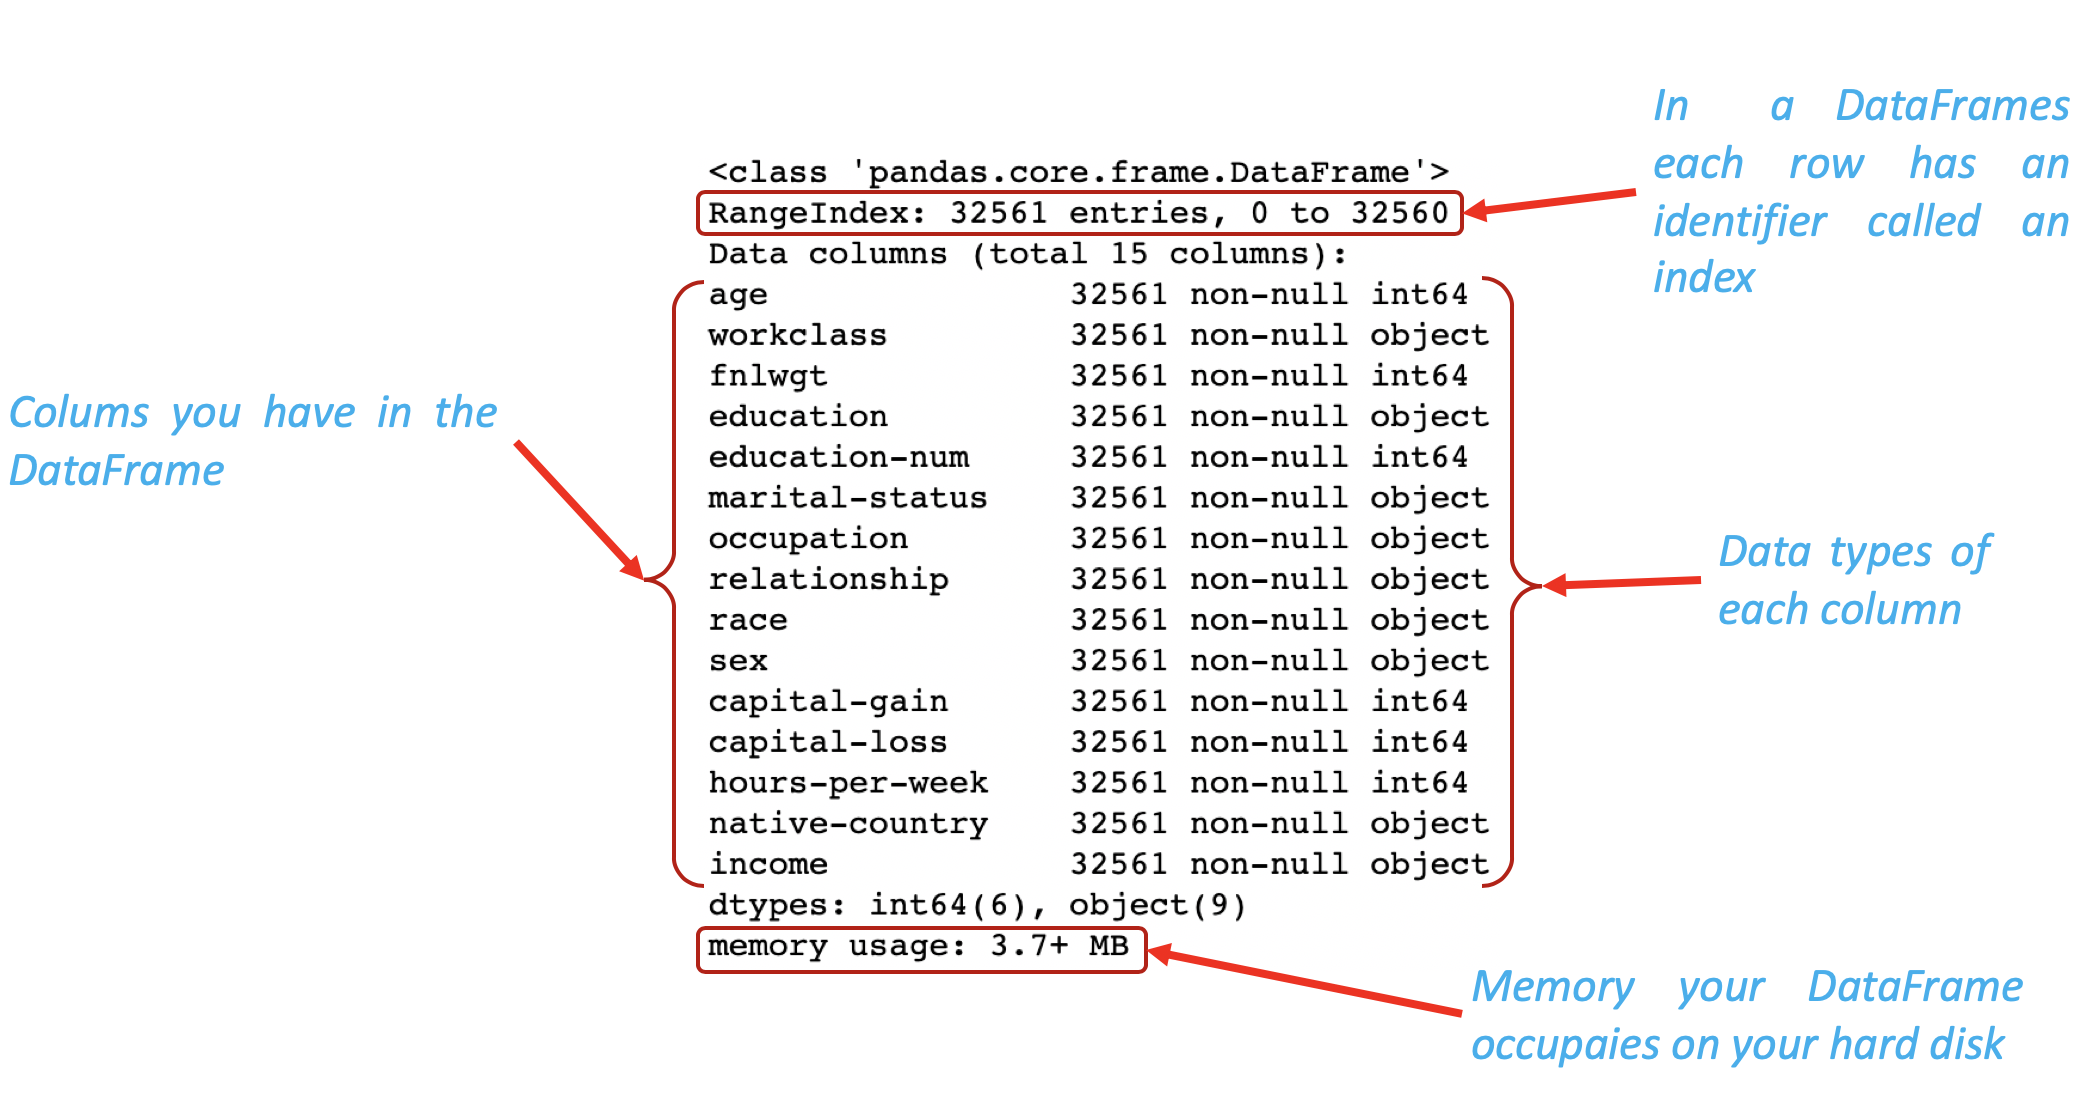 In a DataFrames
each row has an
identifier called an
index
<class 'pandas.core.frame.DataFrame'>
RangeIndex: 32561 entries, 0 to 32560
Data columns (total 15 columns):
age 32561 non-null int64
workclass 32561 non-null object
fnlwgt 32561 non-null int64
education 32561 non-null object
education-num 32561 non-null int64
marital-status 32561 non-null object
occupation 32561 non-null object
relationship 32561 non-null object
race 32561 non-null object
sex 32561 non-null object
capital-gain 32561 non-null int64
capital-loss 32561 non-null int64
hours-per-week 32561 non-null int64
native-country 32561 non-null object
income 32561 non-null object
dtypes: int64(6), object(9)
memory usage: 3.7+ MB
Colums you have in the
DataFrame
Data types of
each column
Memory your DataFrame
occupaies on your hard disk